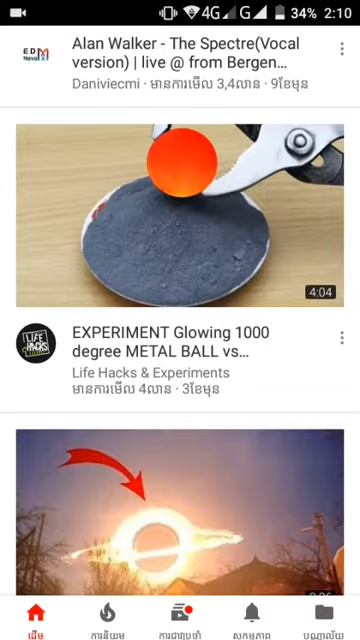 4G G 34% 2:10
EDM
Alan Walker - The Spectre(Vocal
version) | live @ from Bergen...
Daniviecmi · មានការមើល 3,4លាន · 9ខែមុន
4:04
LIFE
HACKS
EXPERIMENT Glowing 1000
degree METAL BALL vs...
Life Hacks & Experiments
មានការមើល 4លាន · 3ខែមុន
ដើម ការនិយម ការជាវប្រចាំ សកម្មភាព បណ្ណាល័យ